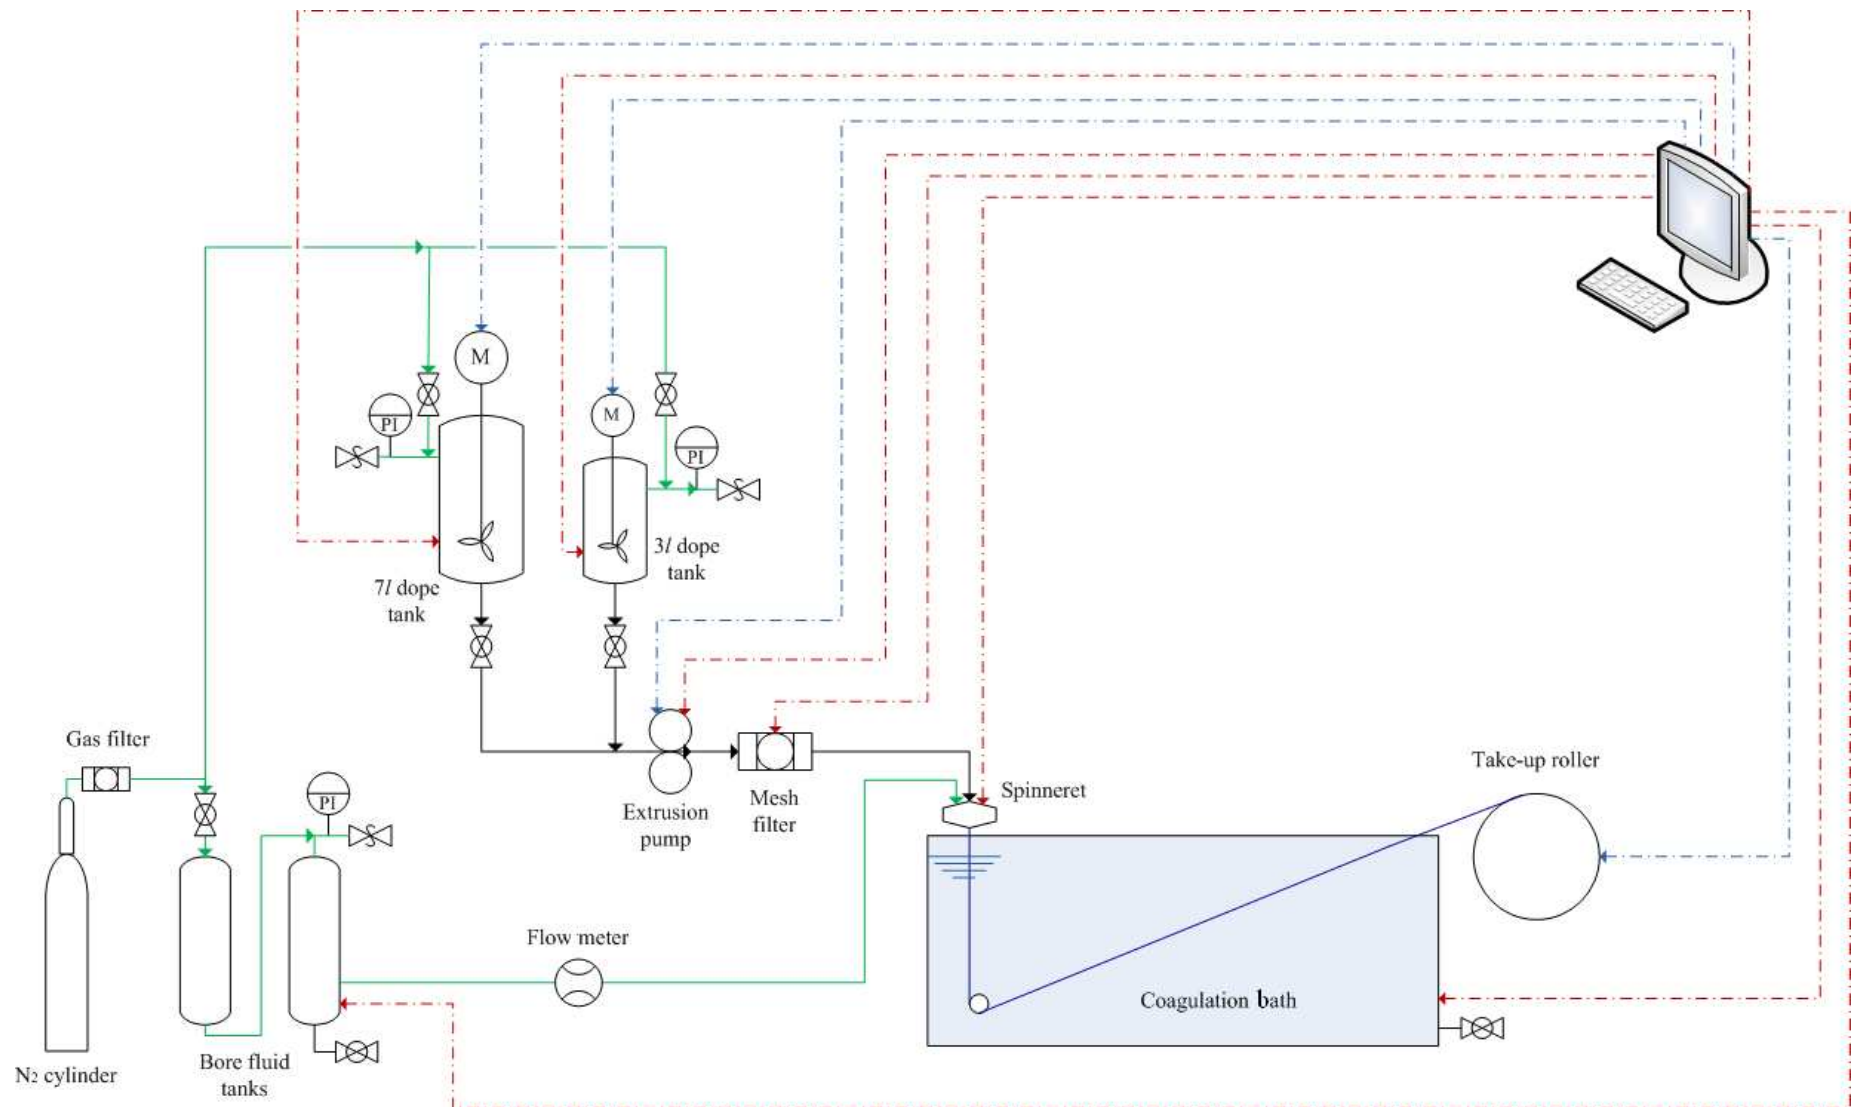 M
PI
M
PI
3l dope
tank
7l dope
tank
Gas filter
PI
Extrusion
pump
Mesh
filter
Spinneret
Take-up roller
Flow meter
Coagulation bath
Bore fluid
tanks
N2 cylinder